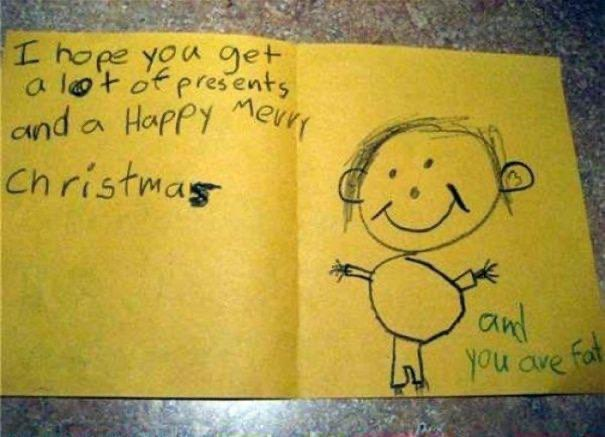 I hope you get
a lot of presents
and a Happy Merry
Christmas
and
you are Fat